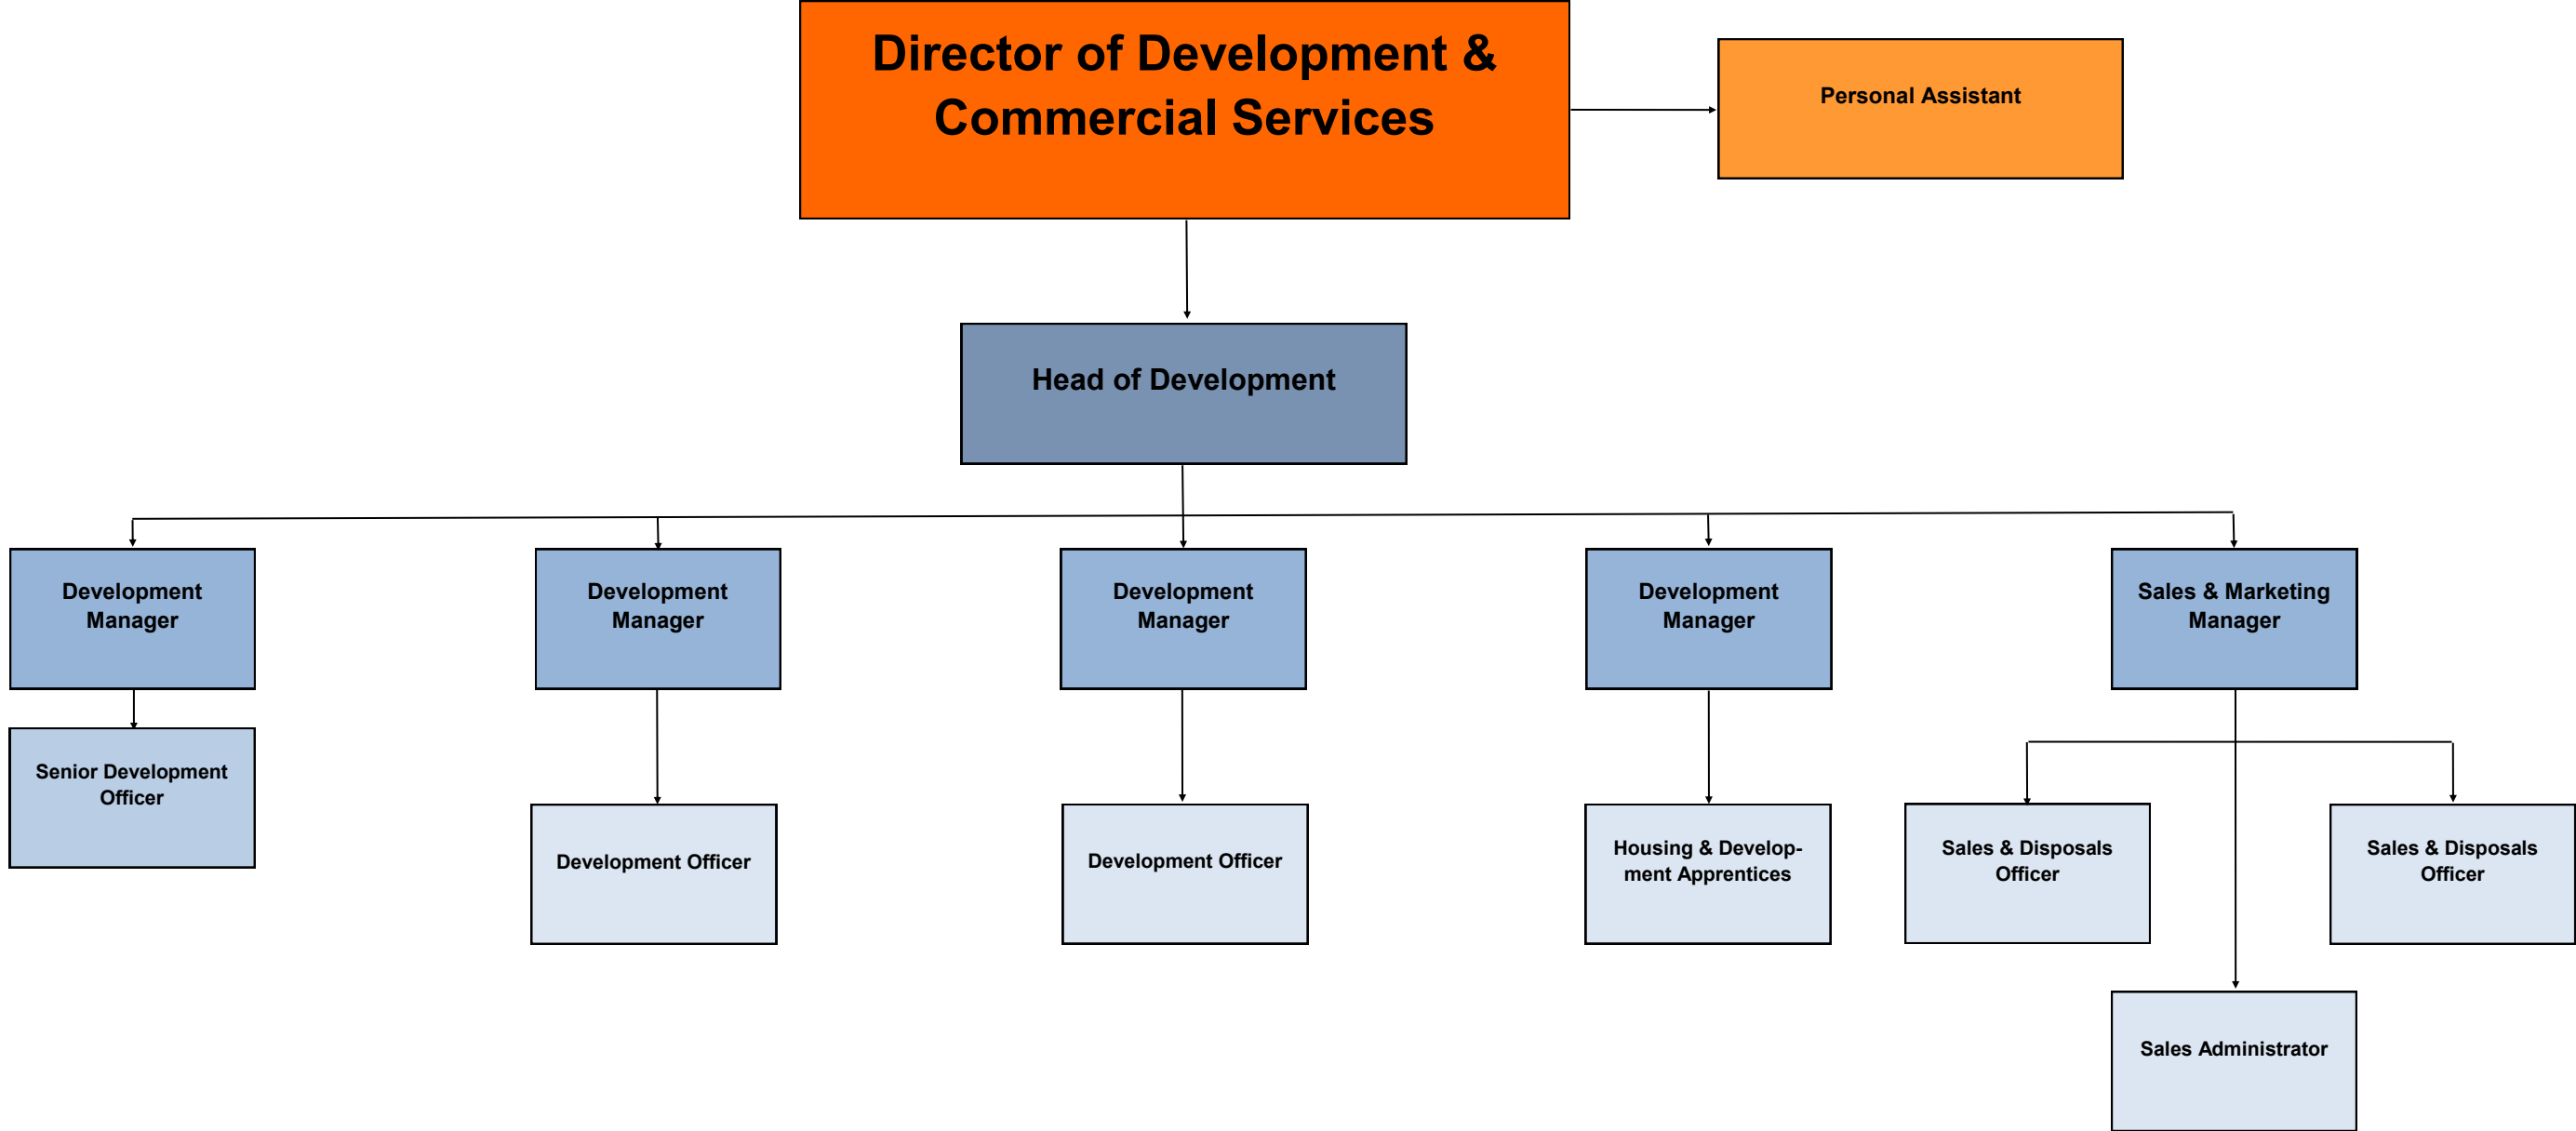 Director of Development &
Commercial Services
Personal Assistant
Head of Development
Development
Manager
Development
Manager
Development
Manager
Development
Manager
Sales & Marketing
Manager
Senior Development
Officer
Development Officer
Development Officer
Housing & Develop-
ment Apprentices
Sales & Disposals
Officer
Sales & Disposals
Officer
Sales Administrator